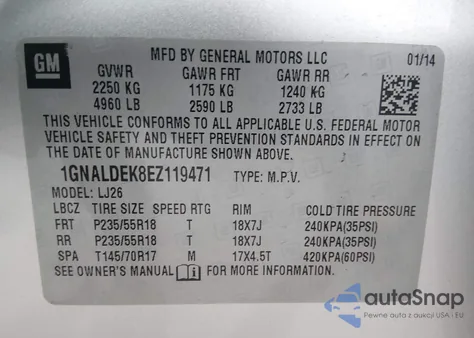 GM
MFD BY GENERAL MOTORS LLC 01/14
GVWR GAWR FRT GAWR RR
2250 KG 1175 KG 1240 KG
4960 LB 2590 LB 2733 LB
THIS VEHICLE CONFORMS TO ALL APPLICABLE U.S. FEDERAL MOTOR
VEHICLE SAFETY AND THEFT PREVENTION STANDARDS IN EFFECT ON
THE DATE OF MANUFACTURE SHOWN ABOVE.
1GNALDEK8EZ119471 TYPE: M.P.V.
MODEL: LJ26
LBCZ TIRE SIZE SPEED RTG RIM COLD TIRE PRESSURE
FRT P235/55R18 T 18X7J 240KPA(35PSI)
RR P235/55R18 T 18X7J 240KPA(35PSI)
SPA T145/70R17 M 17X4.5T 420KPA(60PSI)
SEE OWNER'S MANUAL FOR MORE INFORMATION
autaSnap
Pewne auta z aukcji USA i EU